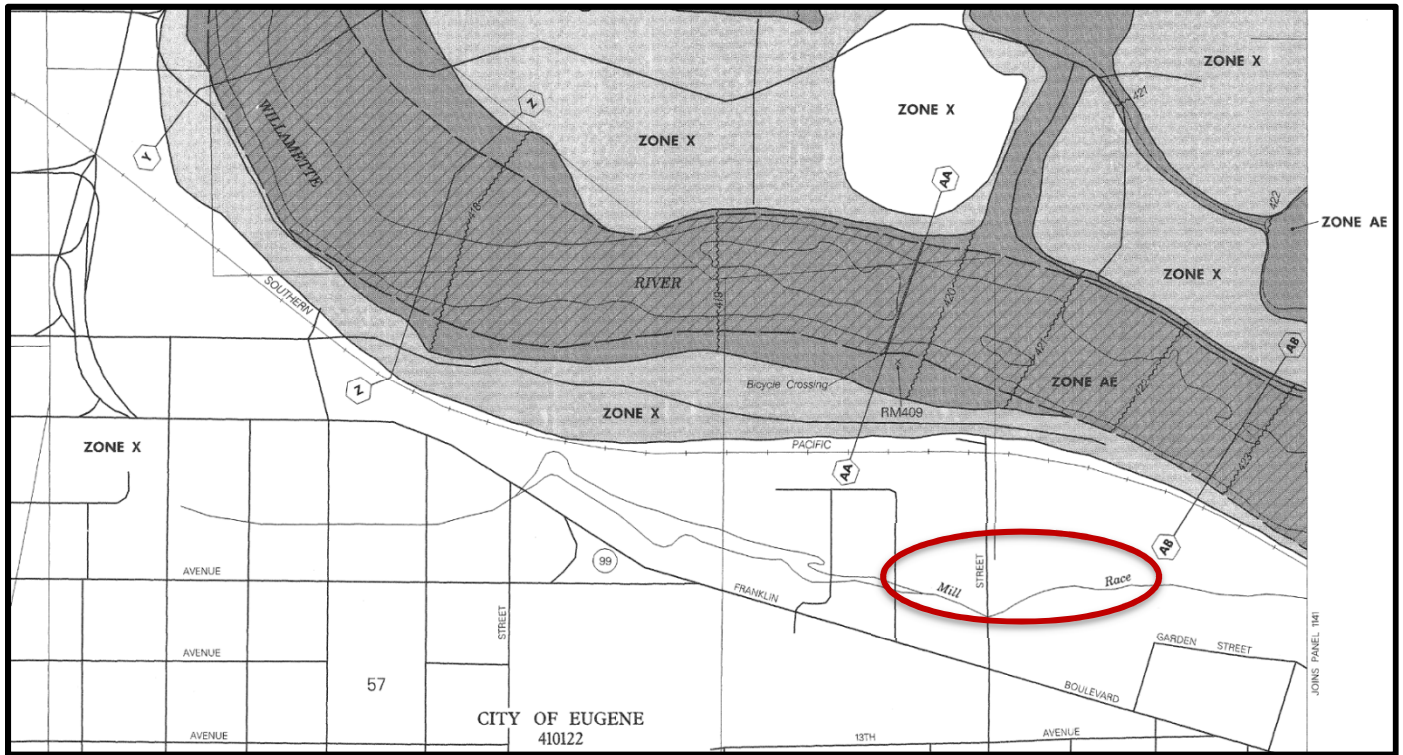 ZONE X
421
ZONE X
Z
WILLAMETTE
ZONE X
Y
AA
422
418
ZONE AE
ZONE X
RIVER
SOUTHERN
419
420
421
AB
Z
Bicycle Crossing
ZONE AE
422
ZONE X
RM409
ZONE X
PACIFIC
AA
423
AB
99
AVENUE
STREET
Mill
Race
FRANKLIN
STREET
GARDEN STREET
AVENUE
57
BOULEVARD
JOINS PANEL 1141
CITY OF EUGENE
410122
AVENUE
13TH
AVENUE